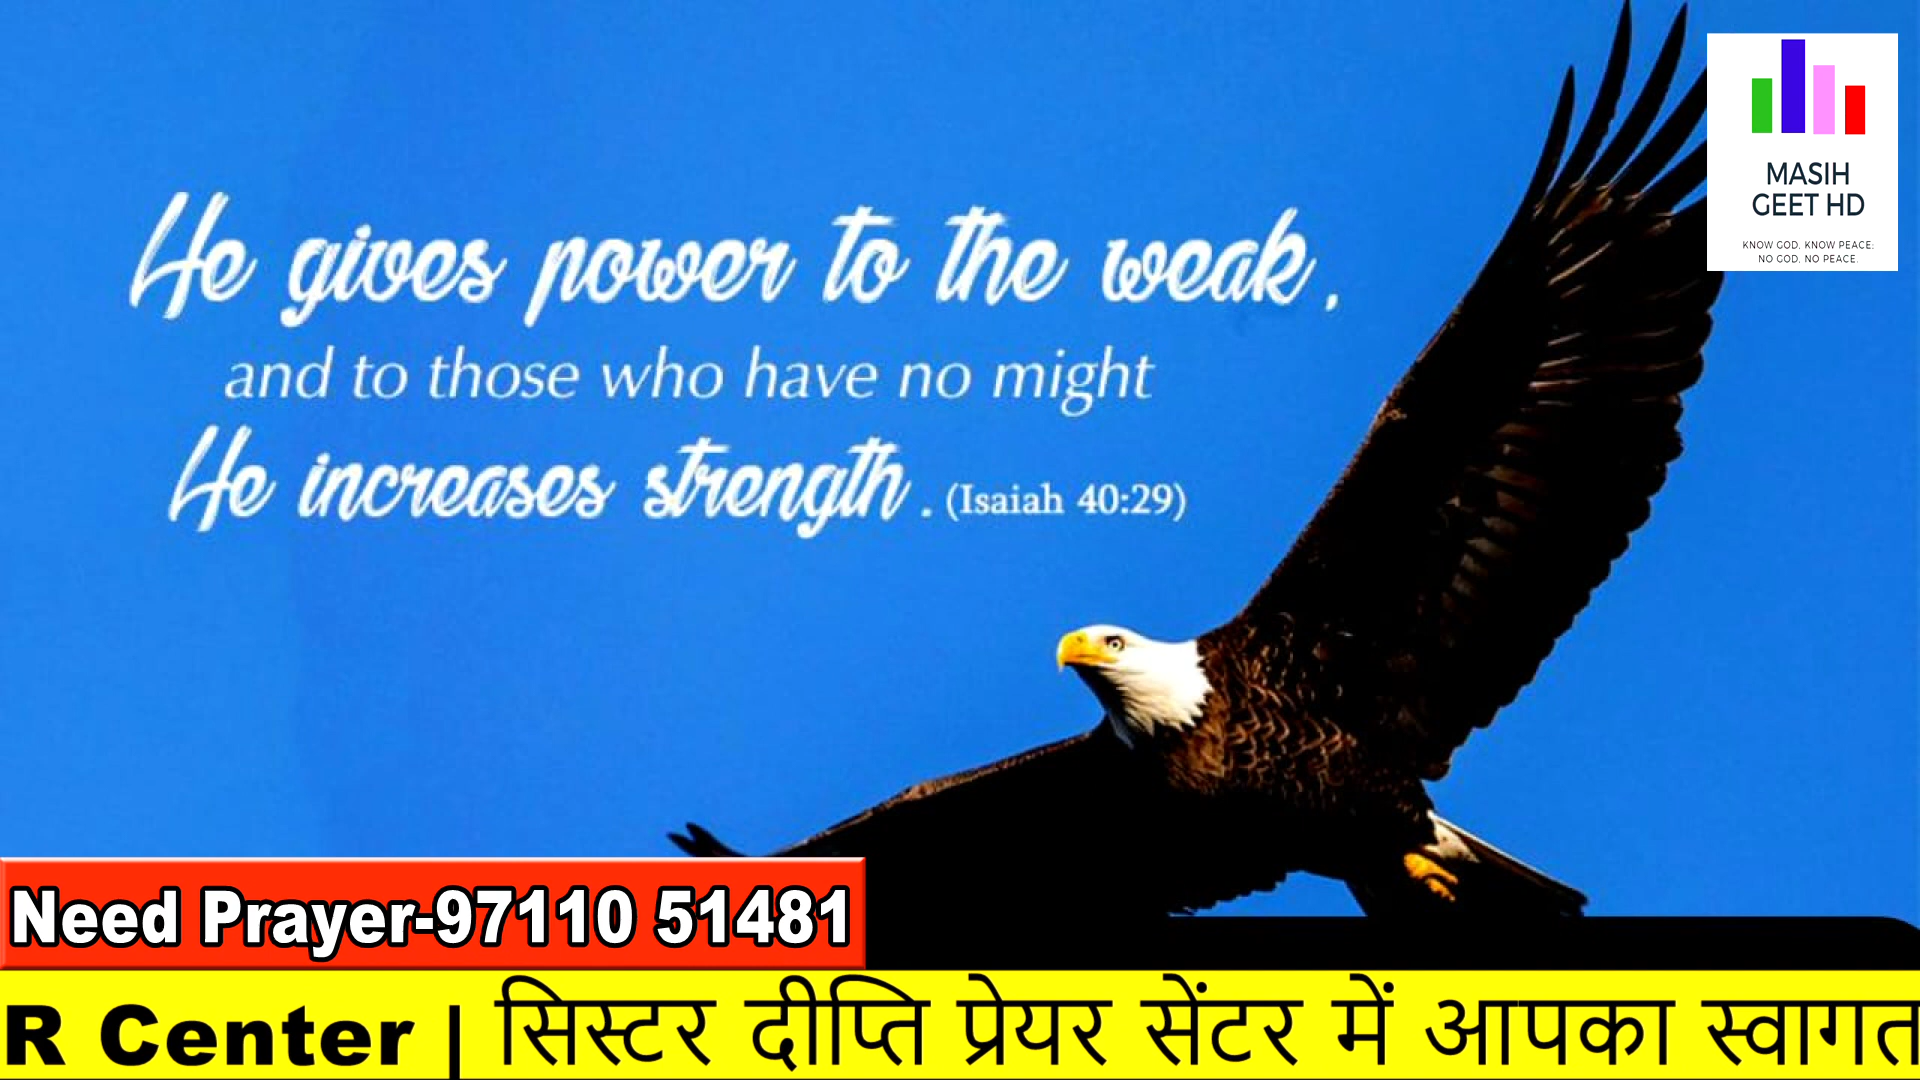 He gives power to the weak,
and to those who have no might
He increases strength. (Isaiah 40:29)
MASIH
GEET HD
KNOW GOD, KNOW PEACE;
NO GOD, NO PEACE.
Need Prayer-97110 51481
R Center | सिस्टर दीप्ति प्रेयर सेंटर में आपका स्वागत